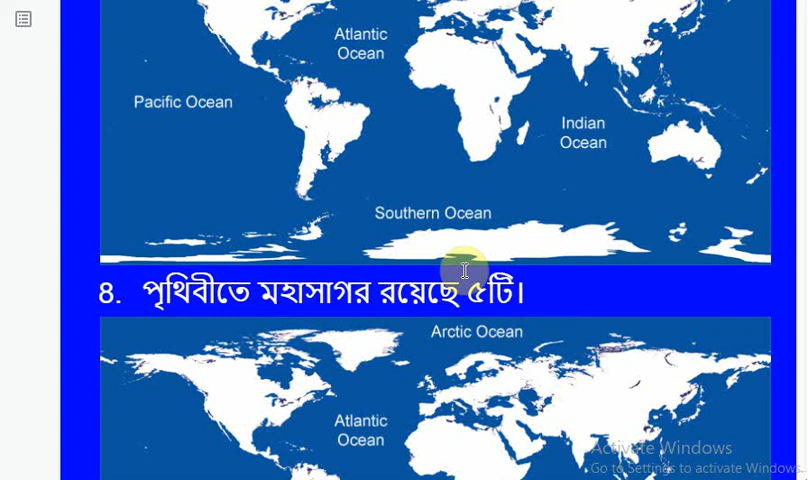 Atlantic
Ocean
Pacific Ocean
Indian
Ocean
Southern Ocean
8. পৃথিবীতে মহাসাগর রয়েছে ৫টি।
Arctic Ocean
Atlantic
Ocean
Activate Windows
Go to Settings to activate Windows.